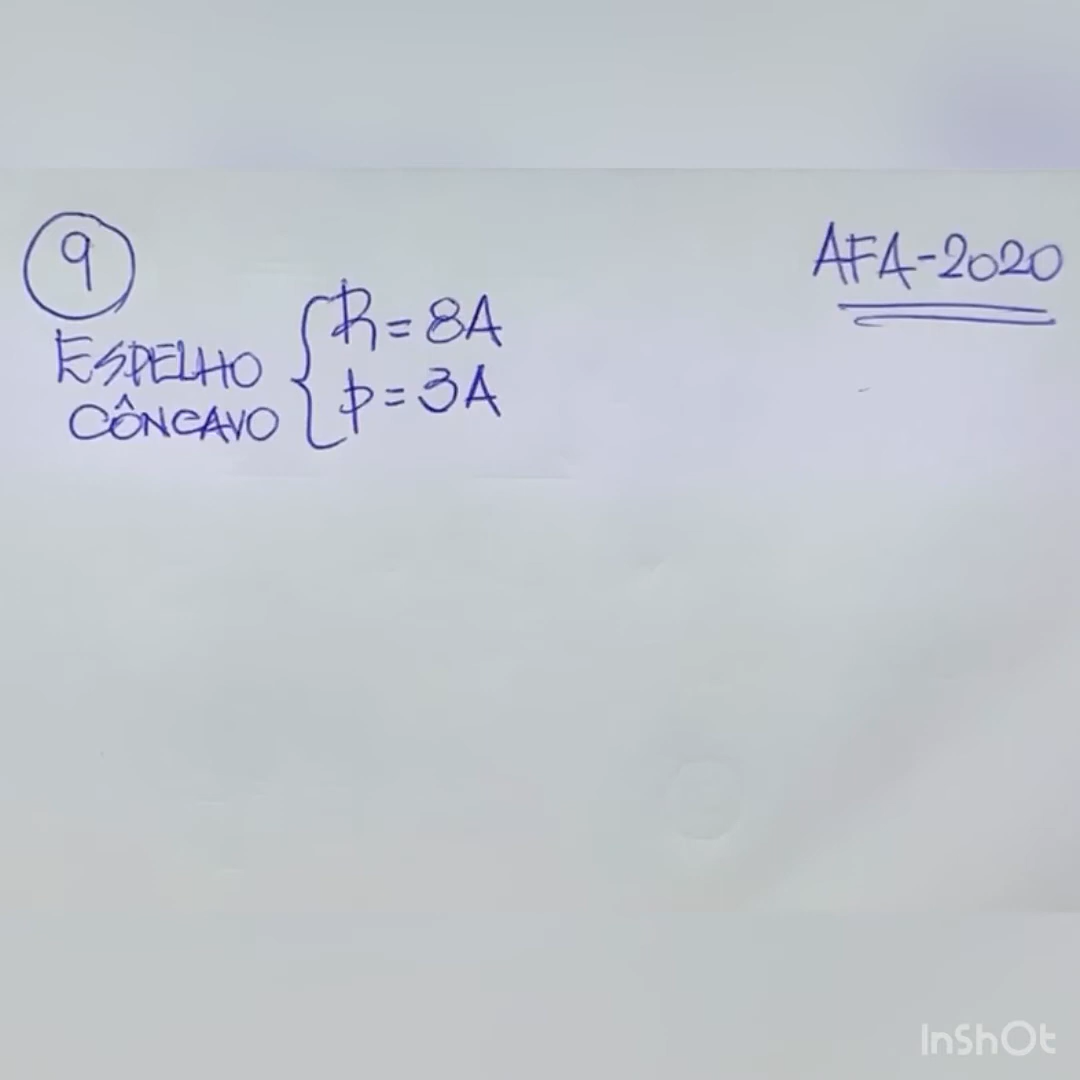 9
AFA-2020
ESPELHO
CÔNCAVO
R = 8A
p = 3A
InShOt